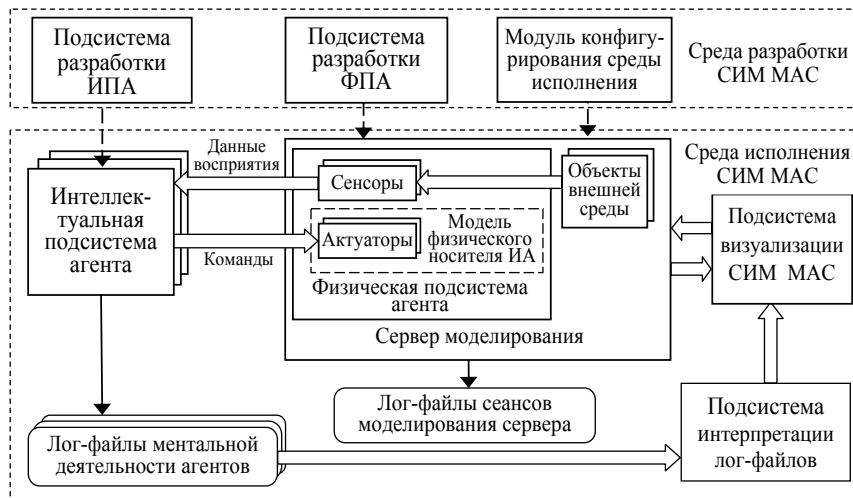 Подсистема
разработки
ИПА
Подсистема
разработки
ФПА
Модуль конфигу-
рирования среды
исполнения
Среда разработки
СИМ МАС
Данные
восприятия
Интеллек-
туальная
подсистема
агента
Команды
Сенсоры
Актуаторы
Модель
физического
носителя ИА
Физическая подсистема
агента
Объекты
внешней
среды
Сервер моделирования
Среда исполнения
СИМ МАС
Подсистема
визуализации
СИМ МАС
Лог-файлы сеансов
моделирования сервера
Лог-файлы ментальной
деятельности агентов
Подсистема
интерпретации
лог-файлов